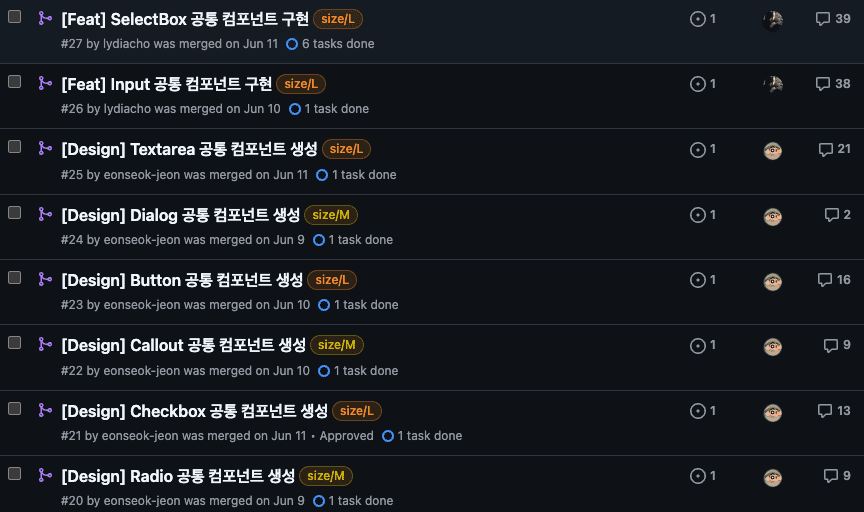 [Feat] SelectBox 공통 컴포넌트 구현 size/L 1 39
#27 by lydiacho was merged on Jun 11 6 tasks done
[Feat] Input 공통 컴포넌트 구현 size/L 1 38
#26 by lydiacho was merged on Jun 10 1 task done
[Design] Textarea 공통 컴포넌트 생성 size/L 1 21
#25 by eonseok-jeon was merged on Jun 11 1 task done
[Design] Dialog 공통 컴포넌트 생성 size/M 1 2
#24 by eonseok-jeon was merged on Jun 9 1 task done
[Design] Button 공통 컴포넌트 생성 size/L 1 16
#23 by eonseok-jeon was merged on Jun 10 1 task done
[Design] Callout 공통 컴포넌트 생성 size/M 1 9
#22 by eonseok-jeon was merged on Jun 10 1 task done
[Design] Checkbox 공통 컴포넌트 생성 size/L 1 13
#21 by eonseok-jeon was merged on Jun 11 • Approved 1 task done
[Design] Radio 공통 컴포넌트 생성 size/M 1 9
#20 by eonseok-jeon was merged on Jun 9 1 task done